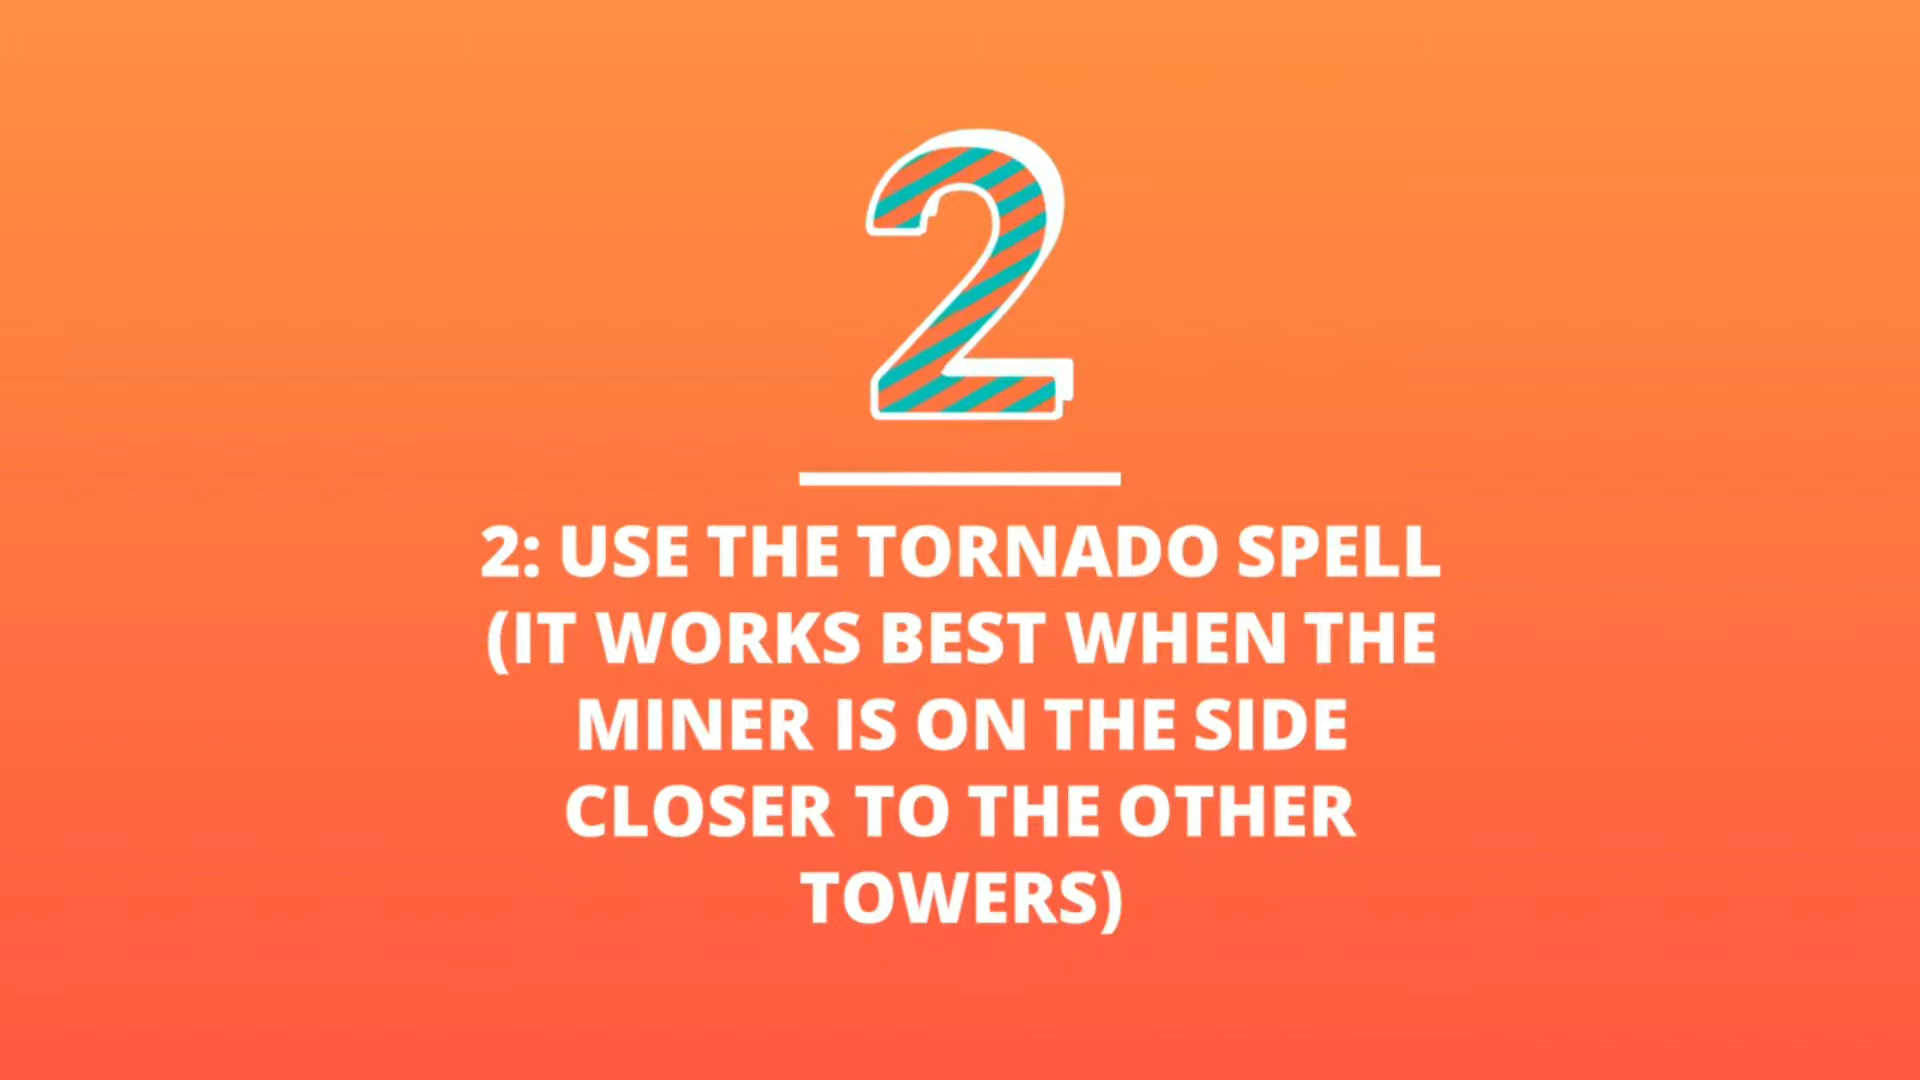 2
2: USE THE TORNADO SPELL
(IT WORKS BEST WHEN THE
MINER IS ON THE SIDE
CLOSER TO THE OTHER
TOWERS)